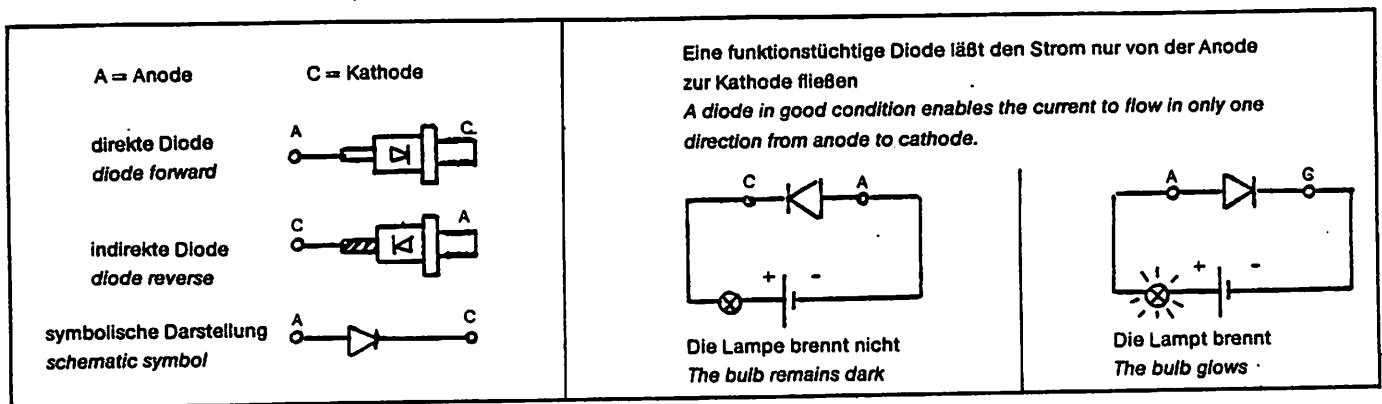 A = Anode
C = Kathode
direkte Diode
diode forward
A
C
indirekte Diode
diode reverse
C
A
symbolische Darstellung
schematic symbol
A
C
Eine funktionstüchtige Diode läßt den Strom nur von der Anode
zur Kathode fließen
A diode in good condition enables the current to flow in only one
direction from anode to cathode.
C
A
+ -
Die Lampe brennt nicht
The bulb remains dark
A
C
+ -
Die Lampt brennt
The bulb glows